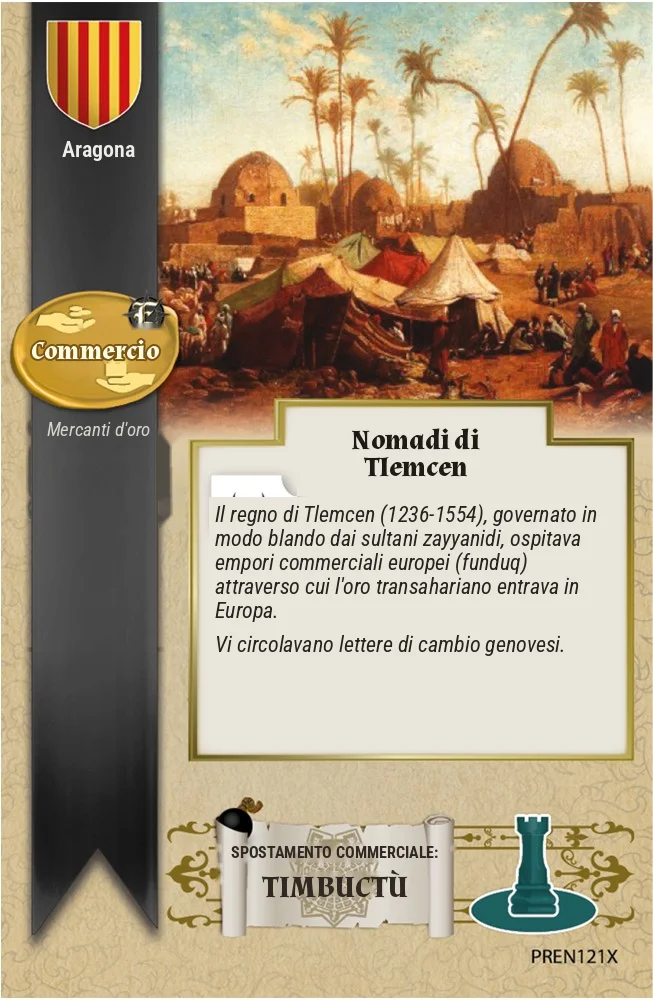 Aragona
Commercio
Mercanti d'oro
Nomadi di
Tlemcen
Il regno di Tlemcen (1236-1554), governato in
modo blando dai sultani zayyanidi, ospitava
empori commerciali europei (funduq)
attraverso cui l'oro transahariano entrava in
Europa.
Vi circolavano lettere di cambio genovesi.
SPOSTAMENTO COMMERCIALE:
TIMBUCTÙ
PREN121X